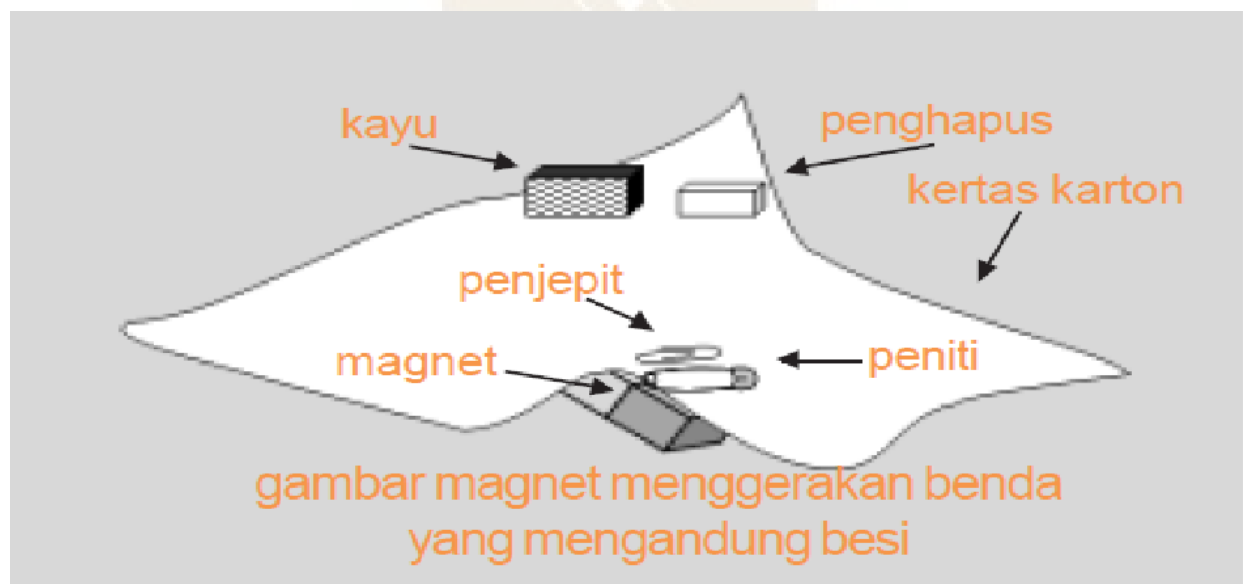 kayu
penghapus
kertas karton
penjepit
magnet
peniti
gambar magnet menggerakan benda
yang mengandung besi